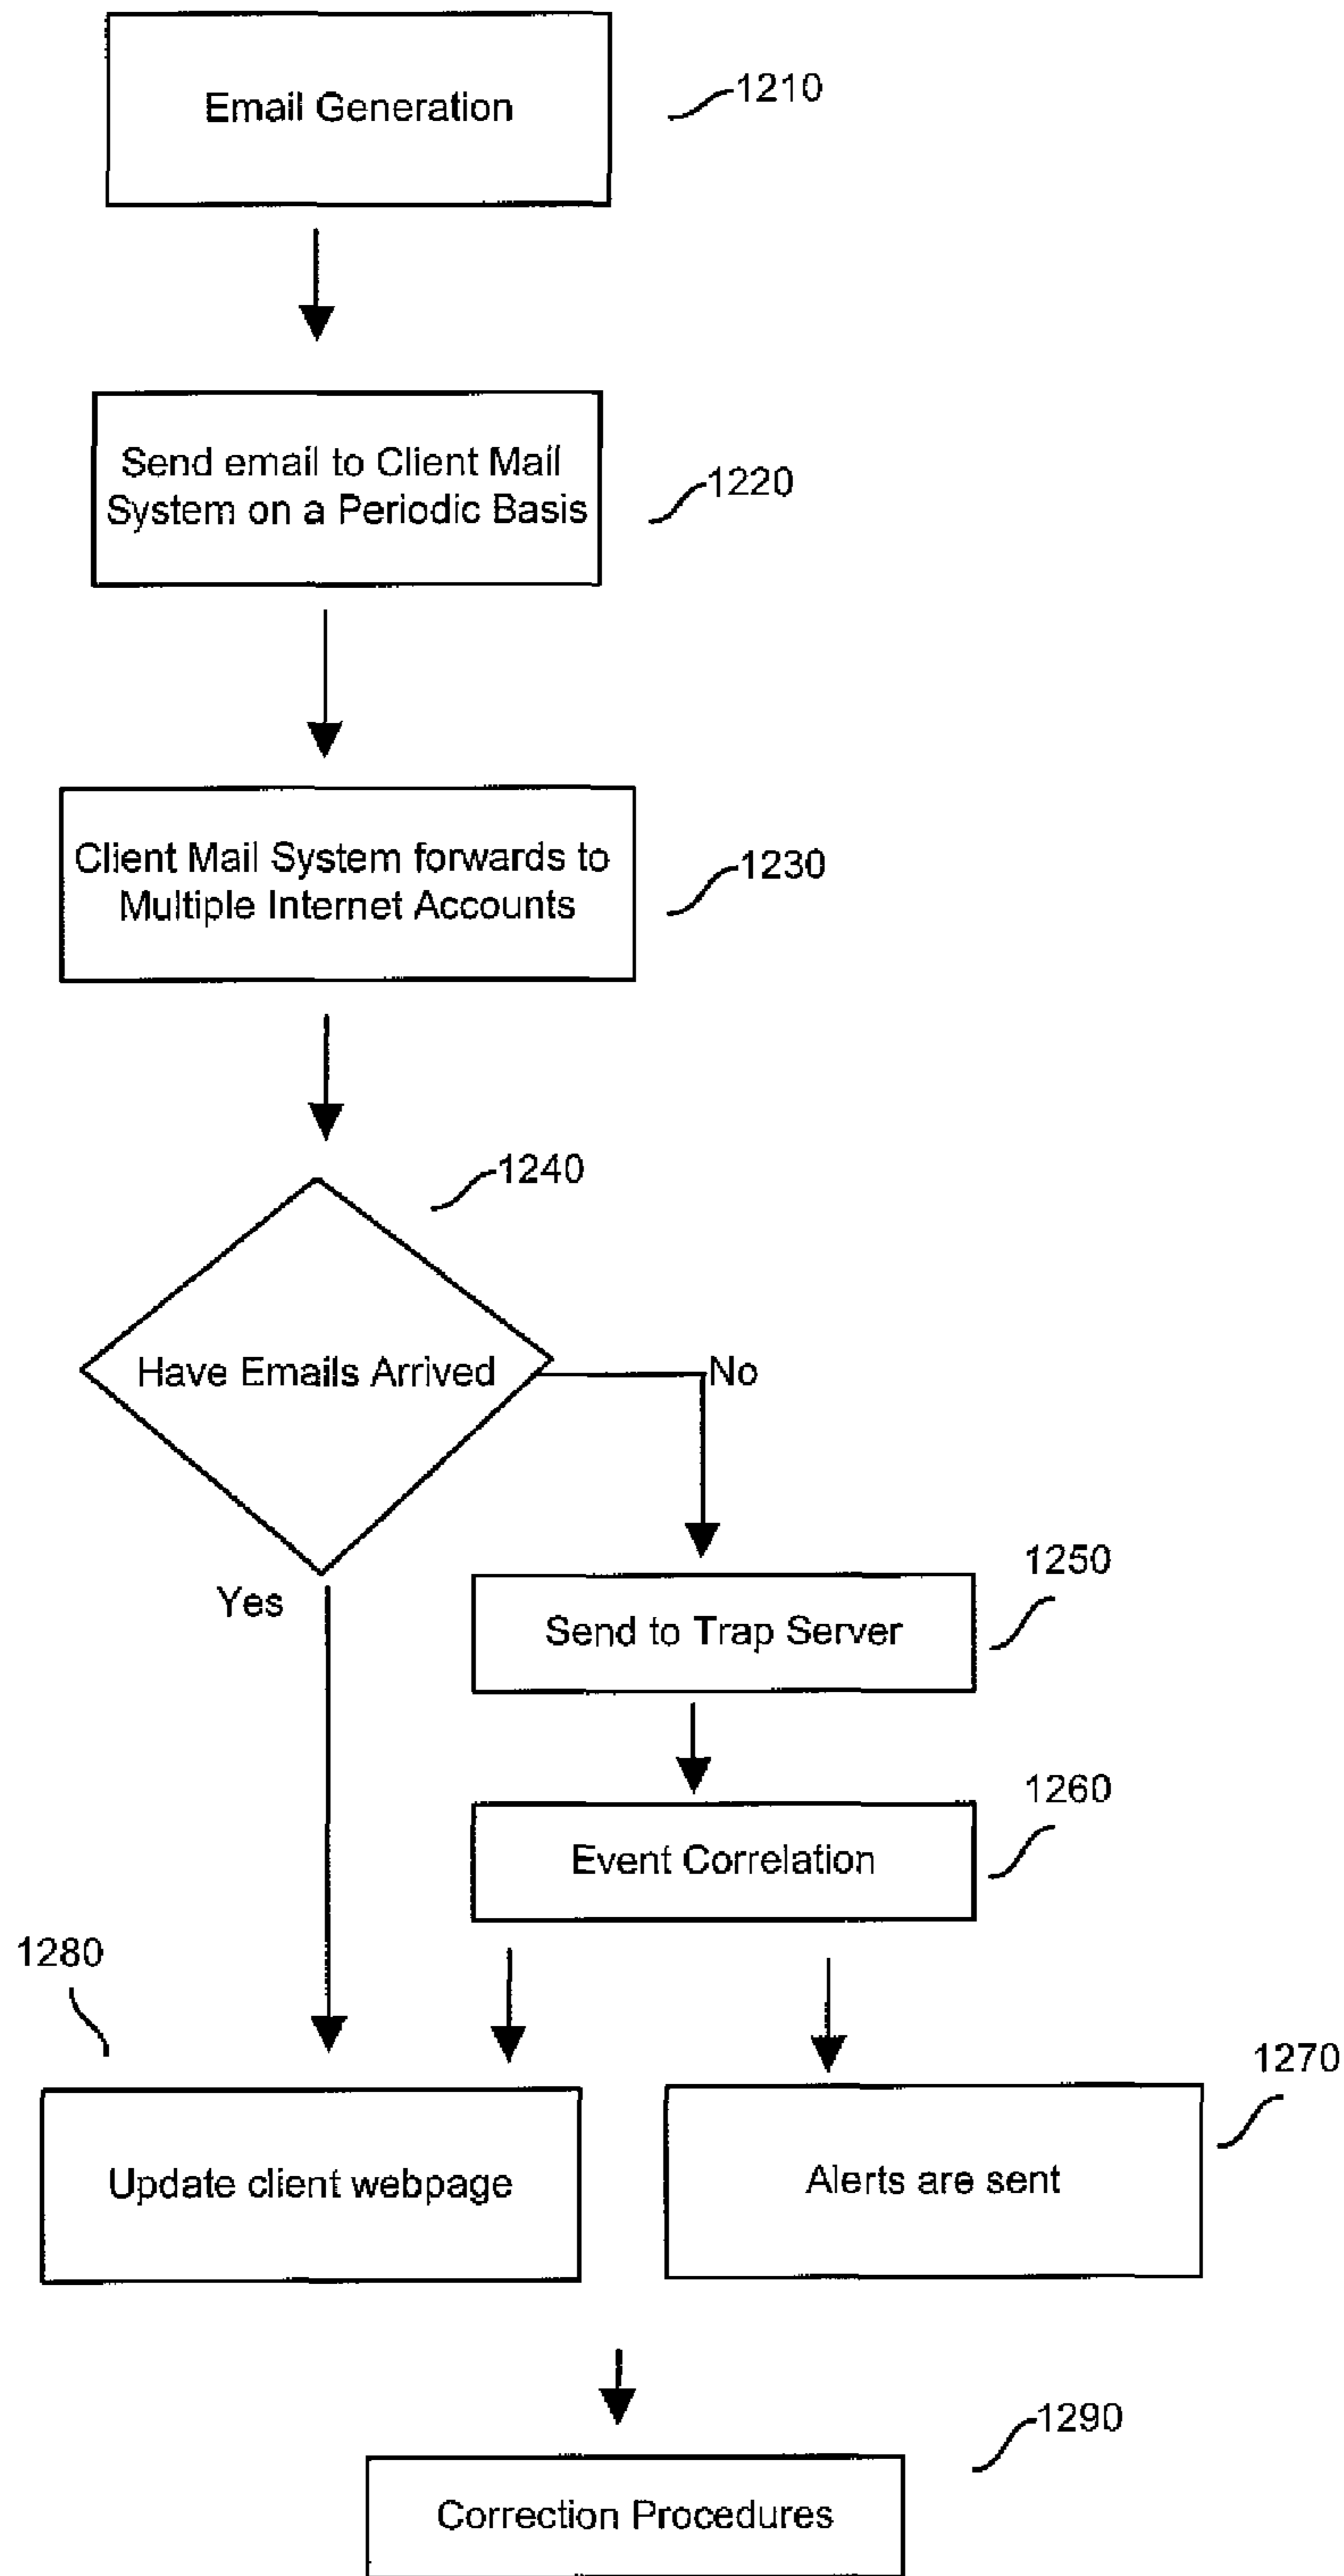 Email Generation
1210
Send email to Client Mail
System on a Periodic Basis
1220
Client Mail System forwards to
Multiple Internet Accounts
1230
1240
Have Emails Arrived
No
Yes
1250
Send to Trap Server
1260
Event Correlation
1280
1270
Update client webpage
Alerts are sent
1290
Correction Procedures